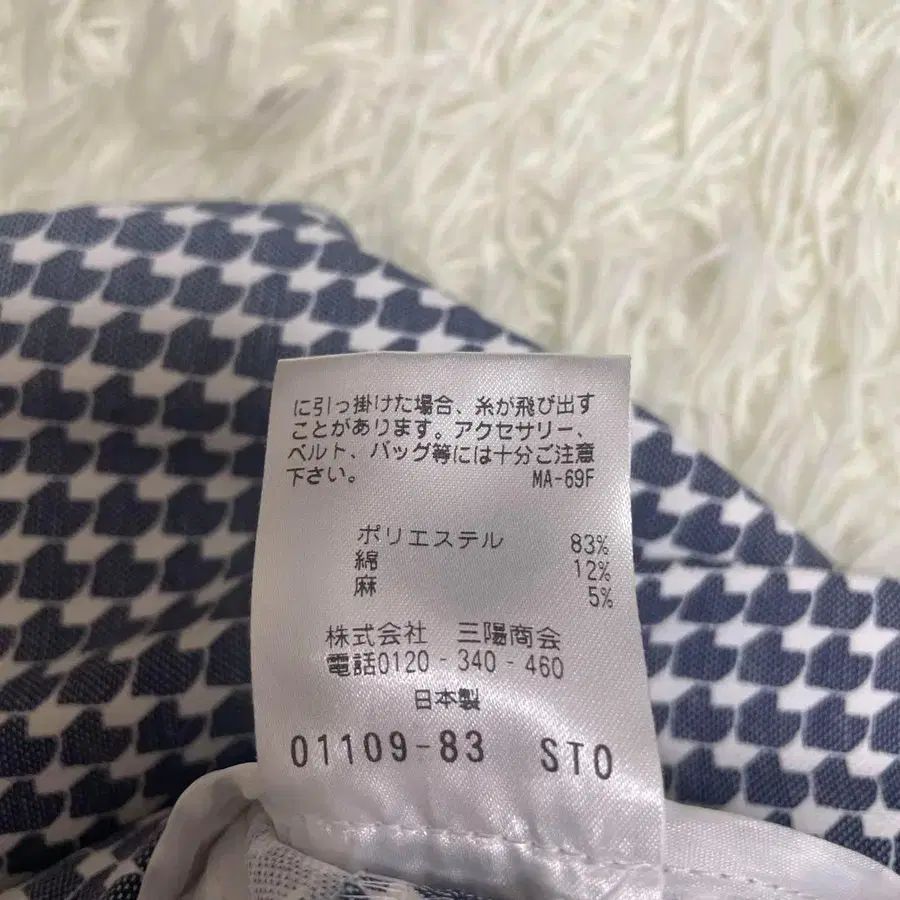 に引っ掛けた場合、糸が飛び出す
ことがあります。アクセサリー、
ベルト、バッグ等には十分ご注意
下さい。 MA-69F
ポリエステル 83%
綿 12%
麻 5%
株式会社 三陽商会
電話0120-340-460
日本製
01109-83 STO